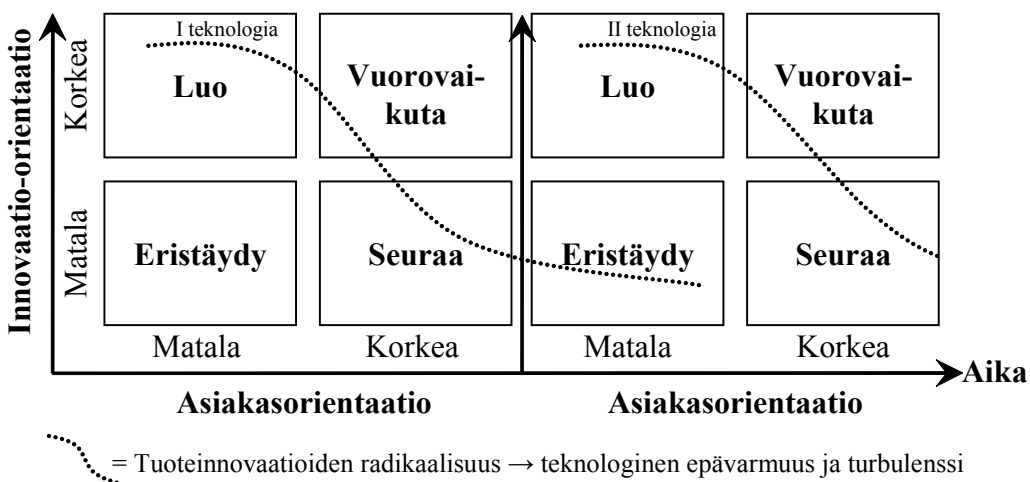 I teknologia
II teknologia
Innovaatio-orientaatio
Korkea
Matala
Luo
Vuorovai-
kuta
Luo
Vuorovai-
kuta
Eristäydy
Seuraa
Eristäydy
Seuraa
Matala
Korkea
Matala
Korkea
Aika
Asiakasorientaatio
Asiakasorientaatio
= Tuoteinnovaatioiden radikaalisuus → teknologinen epävarmuus ja turbulenssi